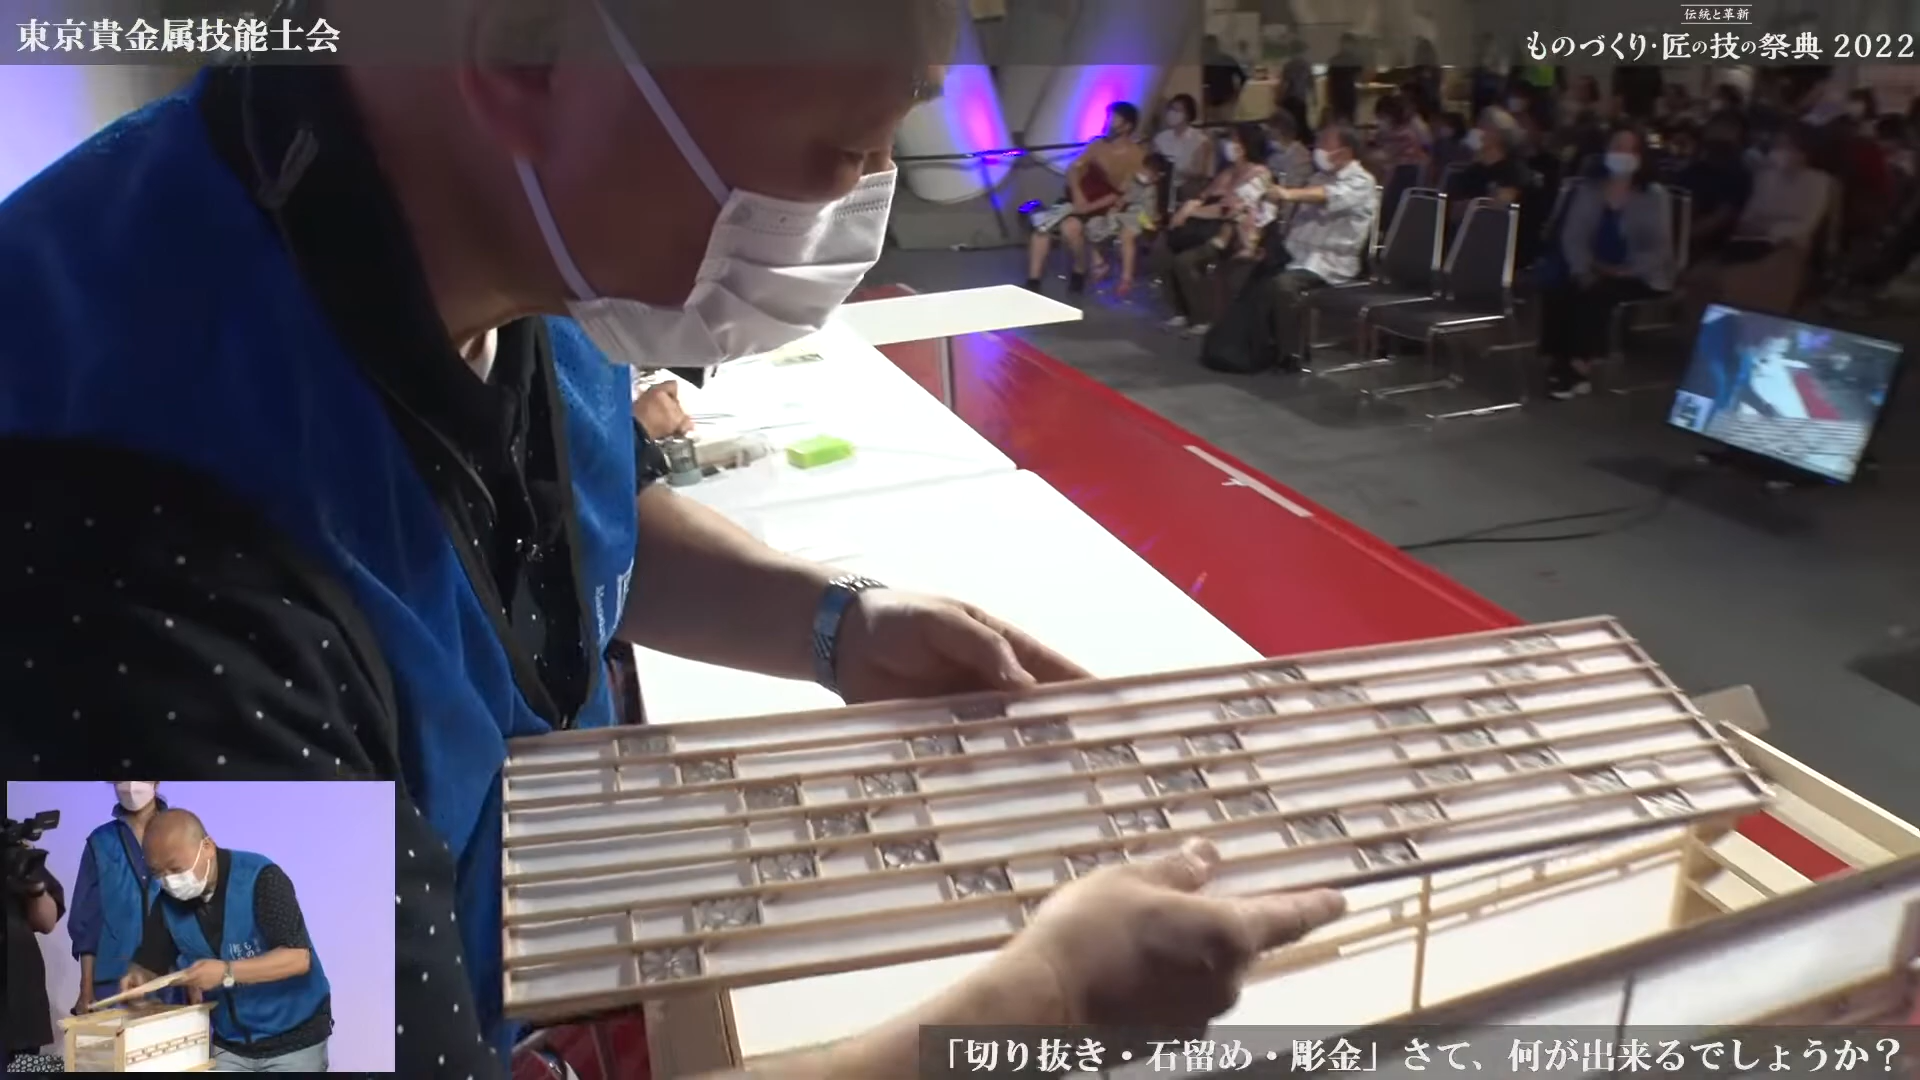 東京貴金属技能士会
伝統と革新
ものづくり・匠の技の祭典 2022
「切り抜き・石留め・彫金」さて、何が出来るでしょうか?